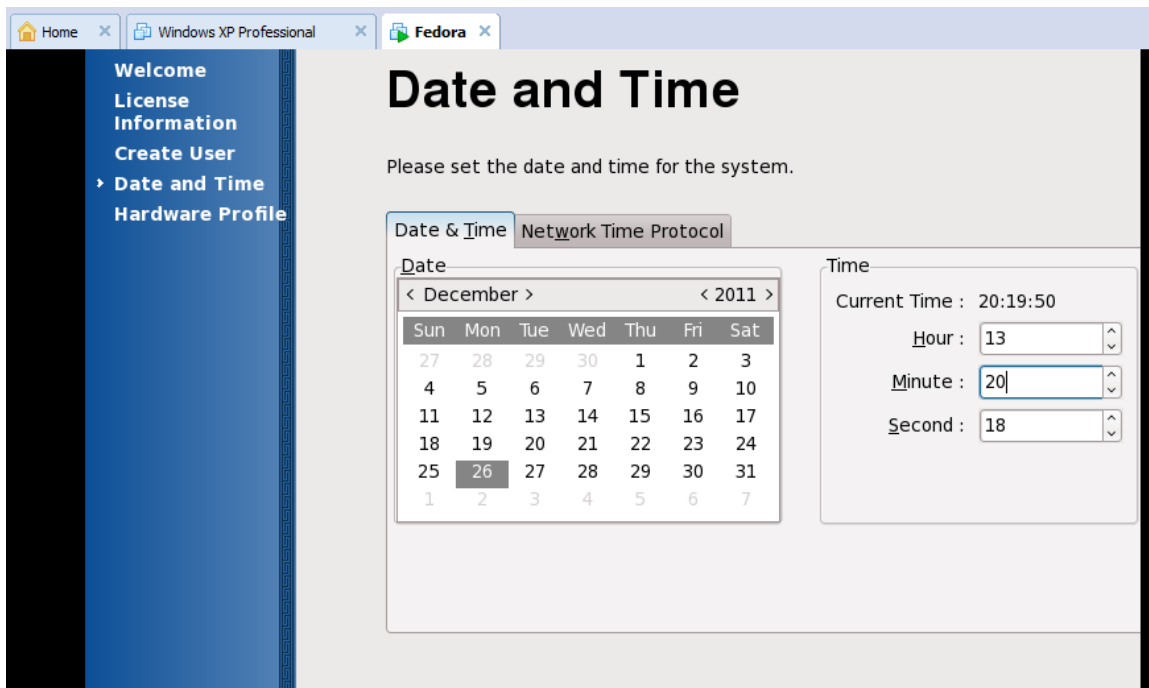 Home Windows XP Professional Fedora
Welcome
License
Information
Create User
Date and Time
Hardware Profile
Date and Time
Please set the date and time for the system.
Date & Time Network Time Protocol
Date
< December > < 2011 >
Sun Mon Tue Wed Thu Fri Sat
27 28 29 30 1 2 3
4 5 6 7 8 9 10
11 12 13 14 15 16 17
18 19 20 21 22 23 24
25 26 27 28 29 30 31
1 2 3 4 5 6 7
Time
Current Time : 20:19:50
Hour : 13
Minute : 20
Second : 18